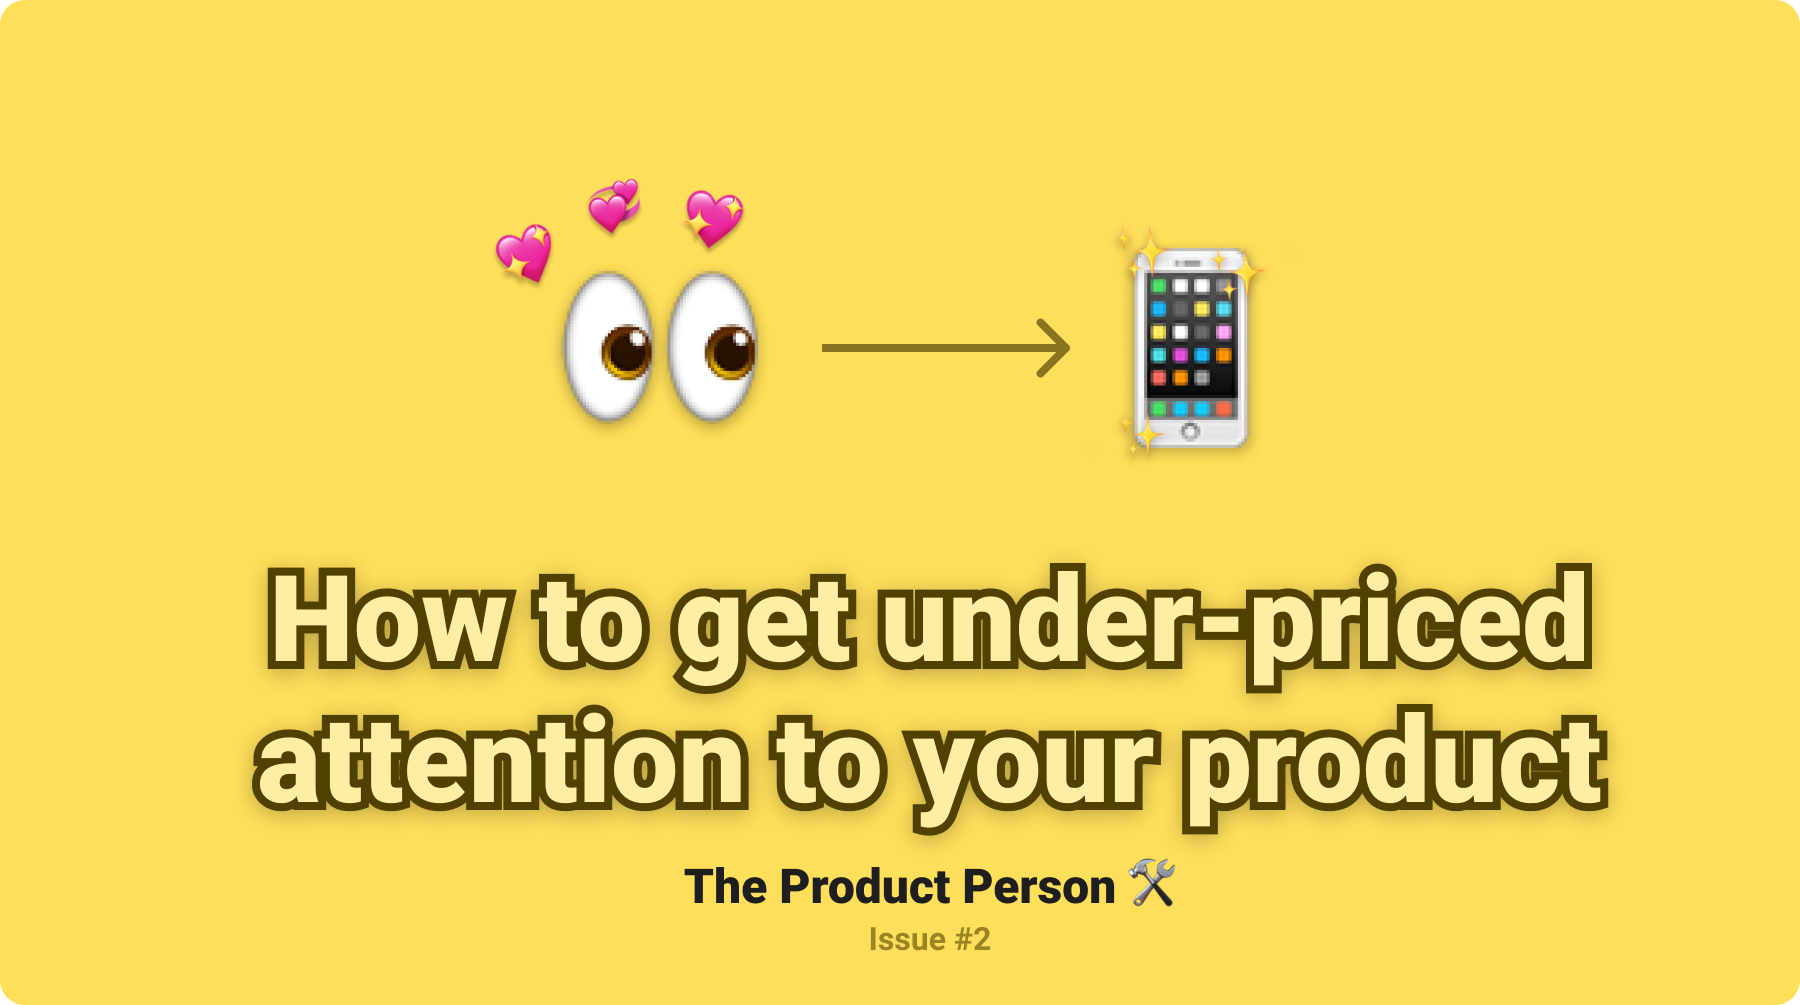 How to get under-priced
attention to your product
The Product Person 🛠️
Issue #2